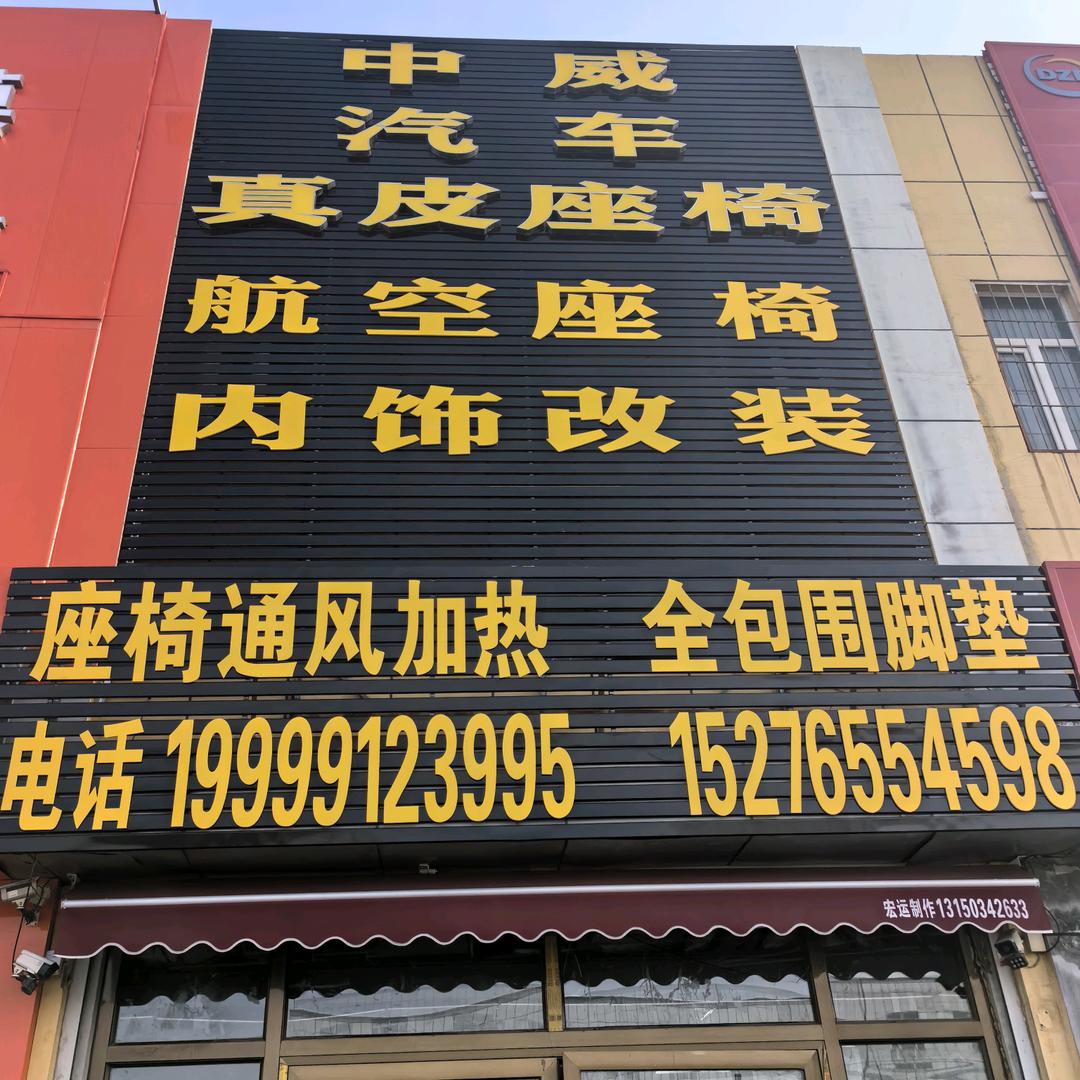 中威
汽车
真皮座椅
航空座椅
内饰改装
座椅通风加热 全包围脚垫
电话 19999123995 15276554598
宏运制作13150342633